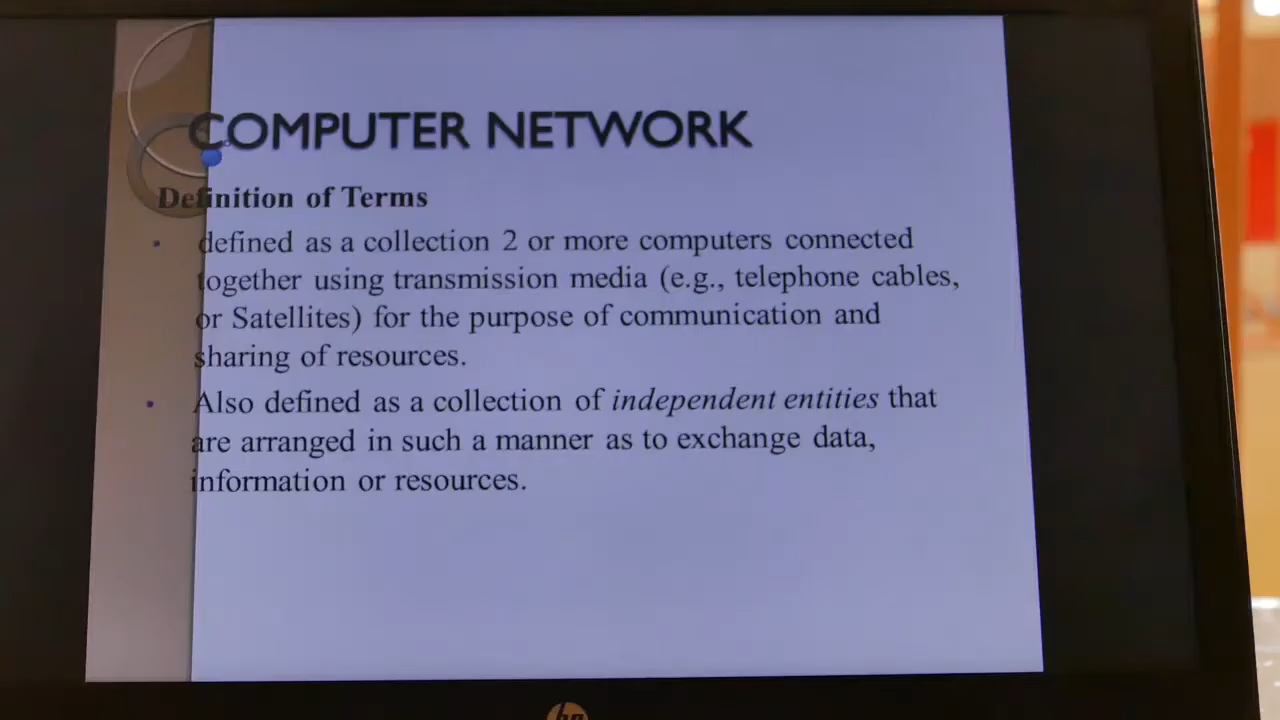 COMPUTER NETWORK
Definition of Terms
• defined as a collection 2 or more computers connected
together using transmission media (e.g., telephone cables,
or Satellites) for the purpose of communication and
sharing of resources.
• Also defined as a collection of independent entities that
are arranged in such a manner as to exchange data,
information or resources.
hp